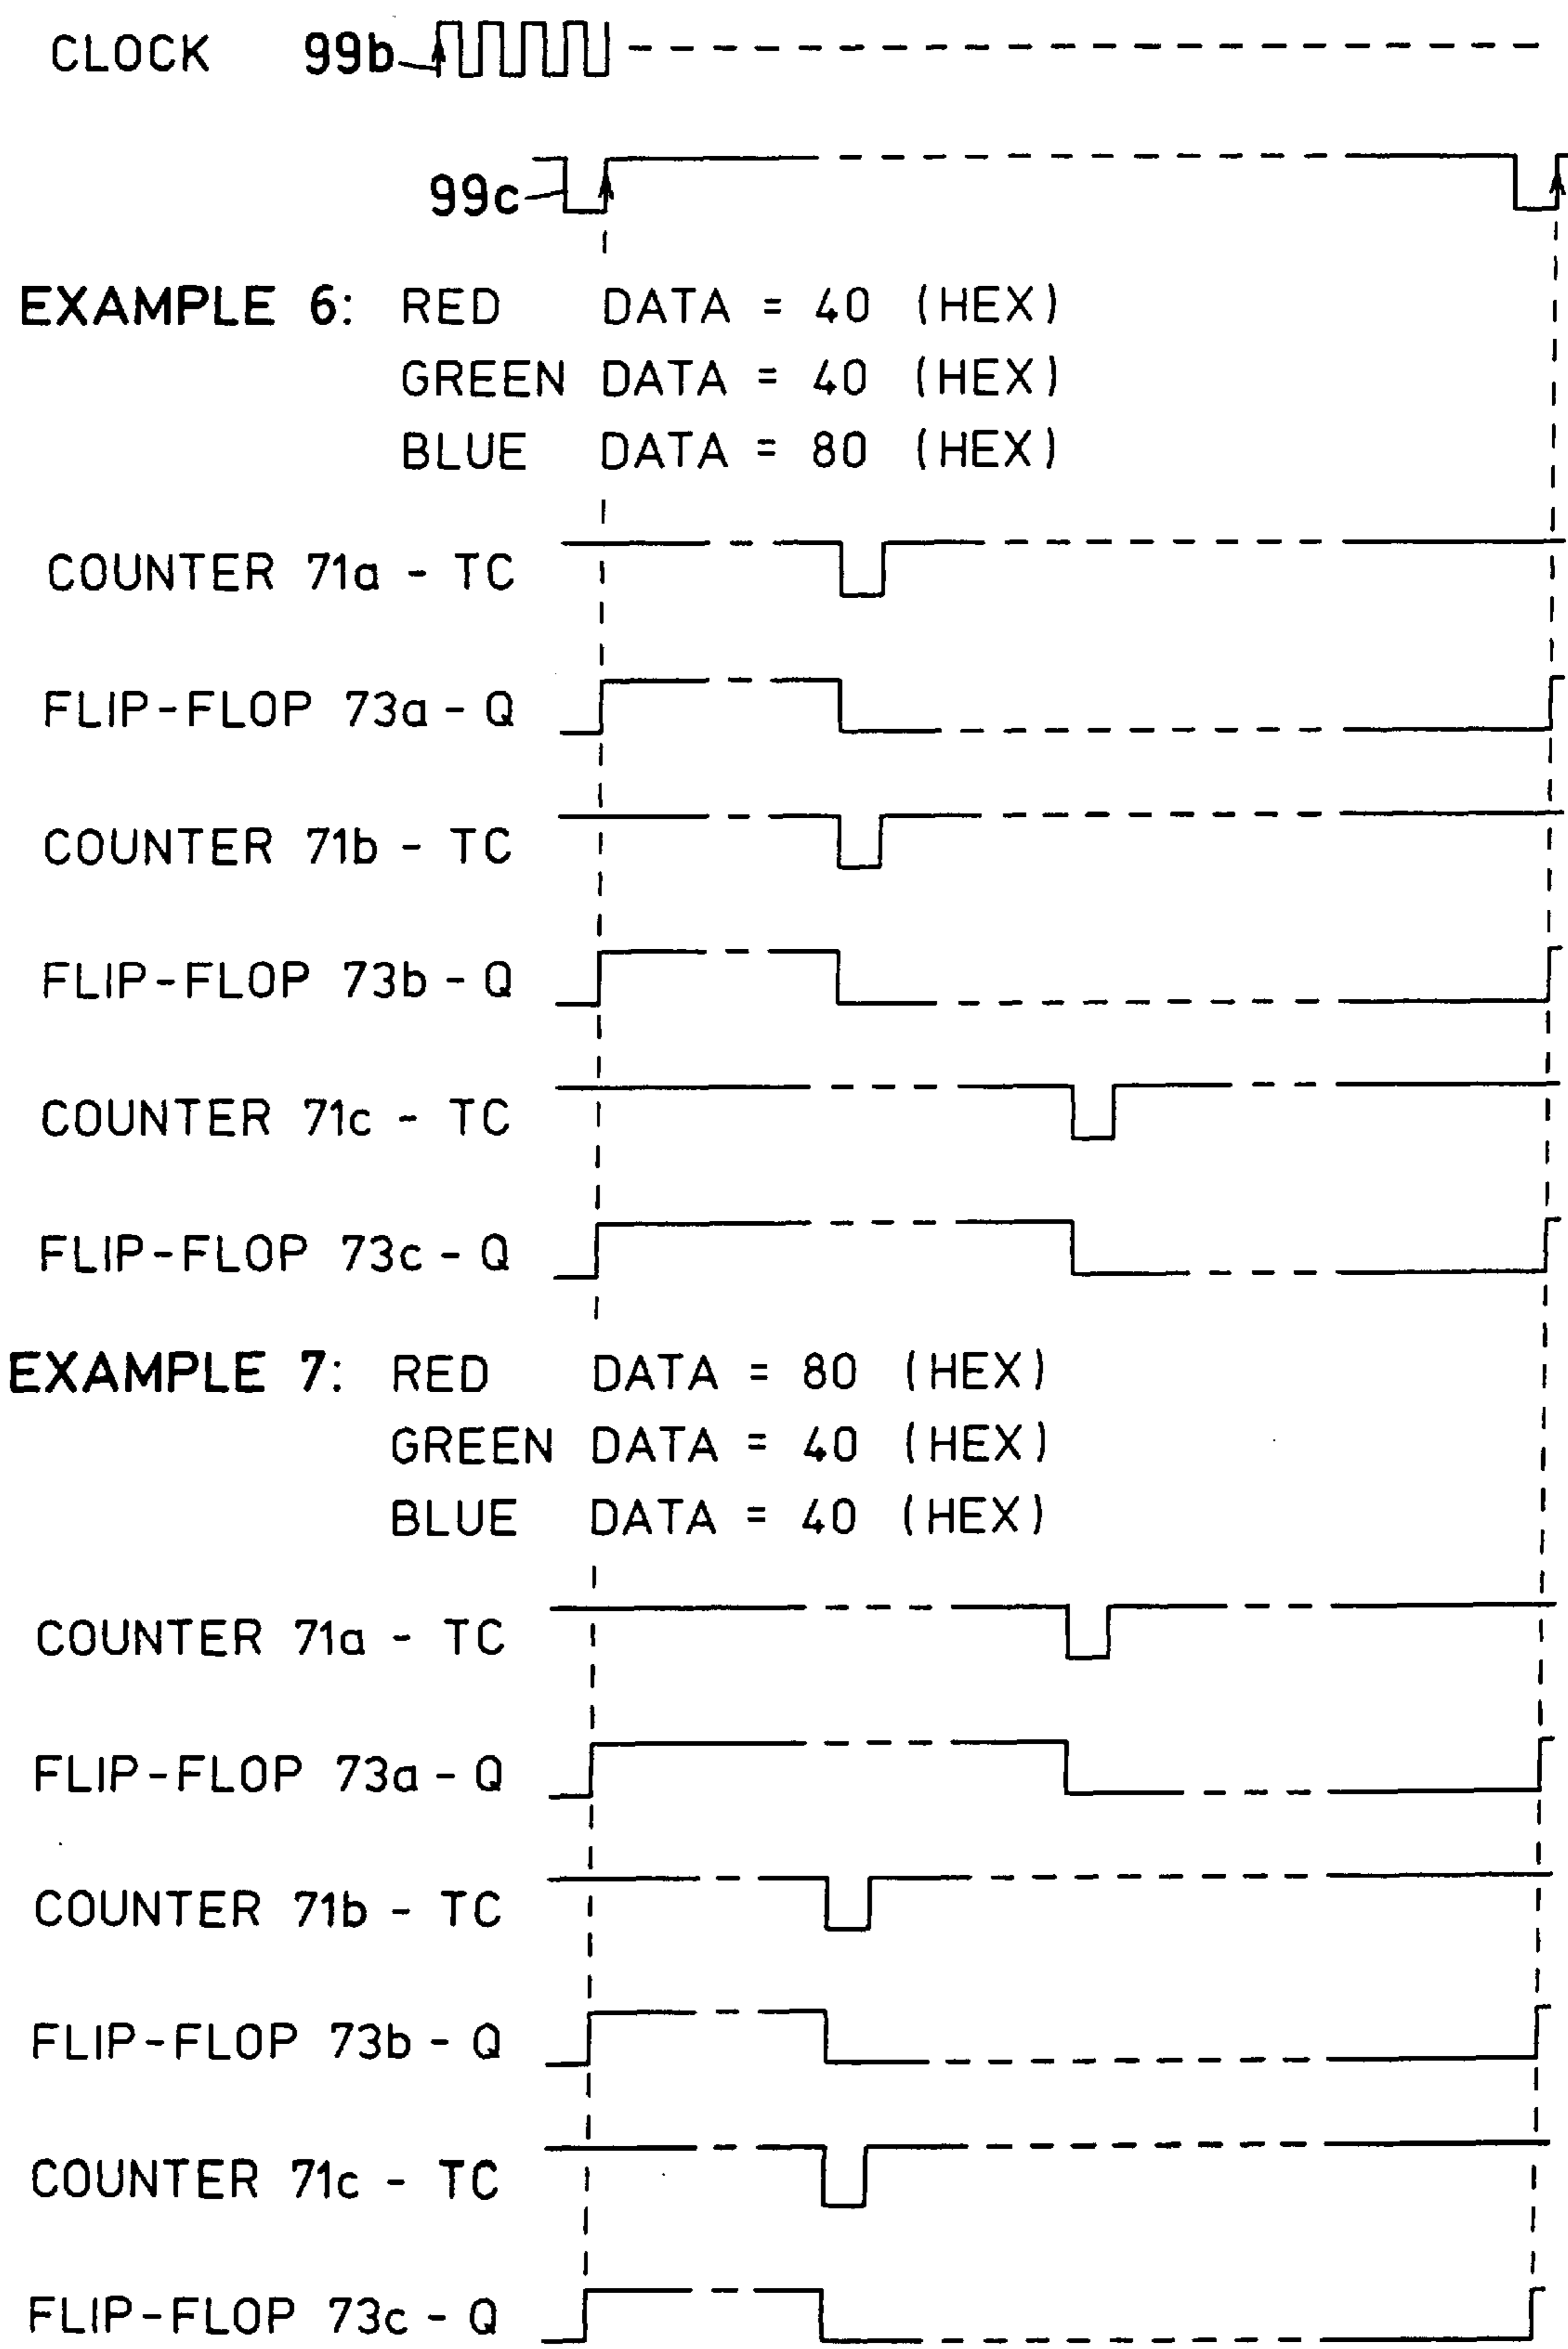 CLOCK 99b
99c
EXAMPLE 6: RED DATA = 40 (HEX)
GREEN DATA = 40 (HEX)
BLUE DATA = 80 (HEX)
COUNTER 71a - TC
FLIP-FLOP 73a - Q
COUNTER 71b - TC
FLIP-FLOP 73b - Q
COUNTER 71c - TC
FLIP-FLOP 73c - Q
EXAMPLE 7: RED DATA = 80 (HEX)
GREEN DATA = 40 (HEX)
BLUE DATA = 40 (HEX)
COUNTER 71a - TC
FLIP-FLOP 73a - Q
COUNTER 71b - TC
FLIP-FLOP 73b - Q
COUNTER 71c - TC
FLIP-FLOP 73c - Q